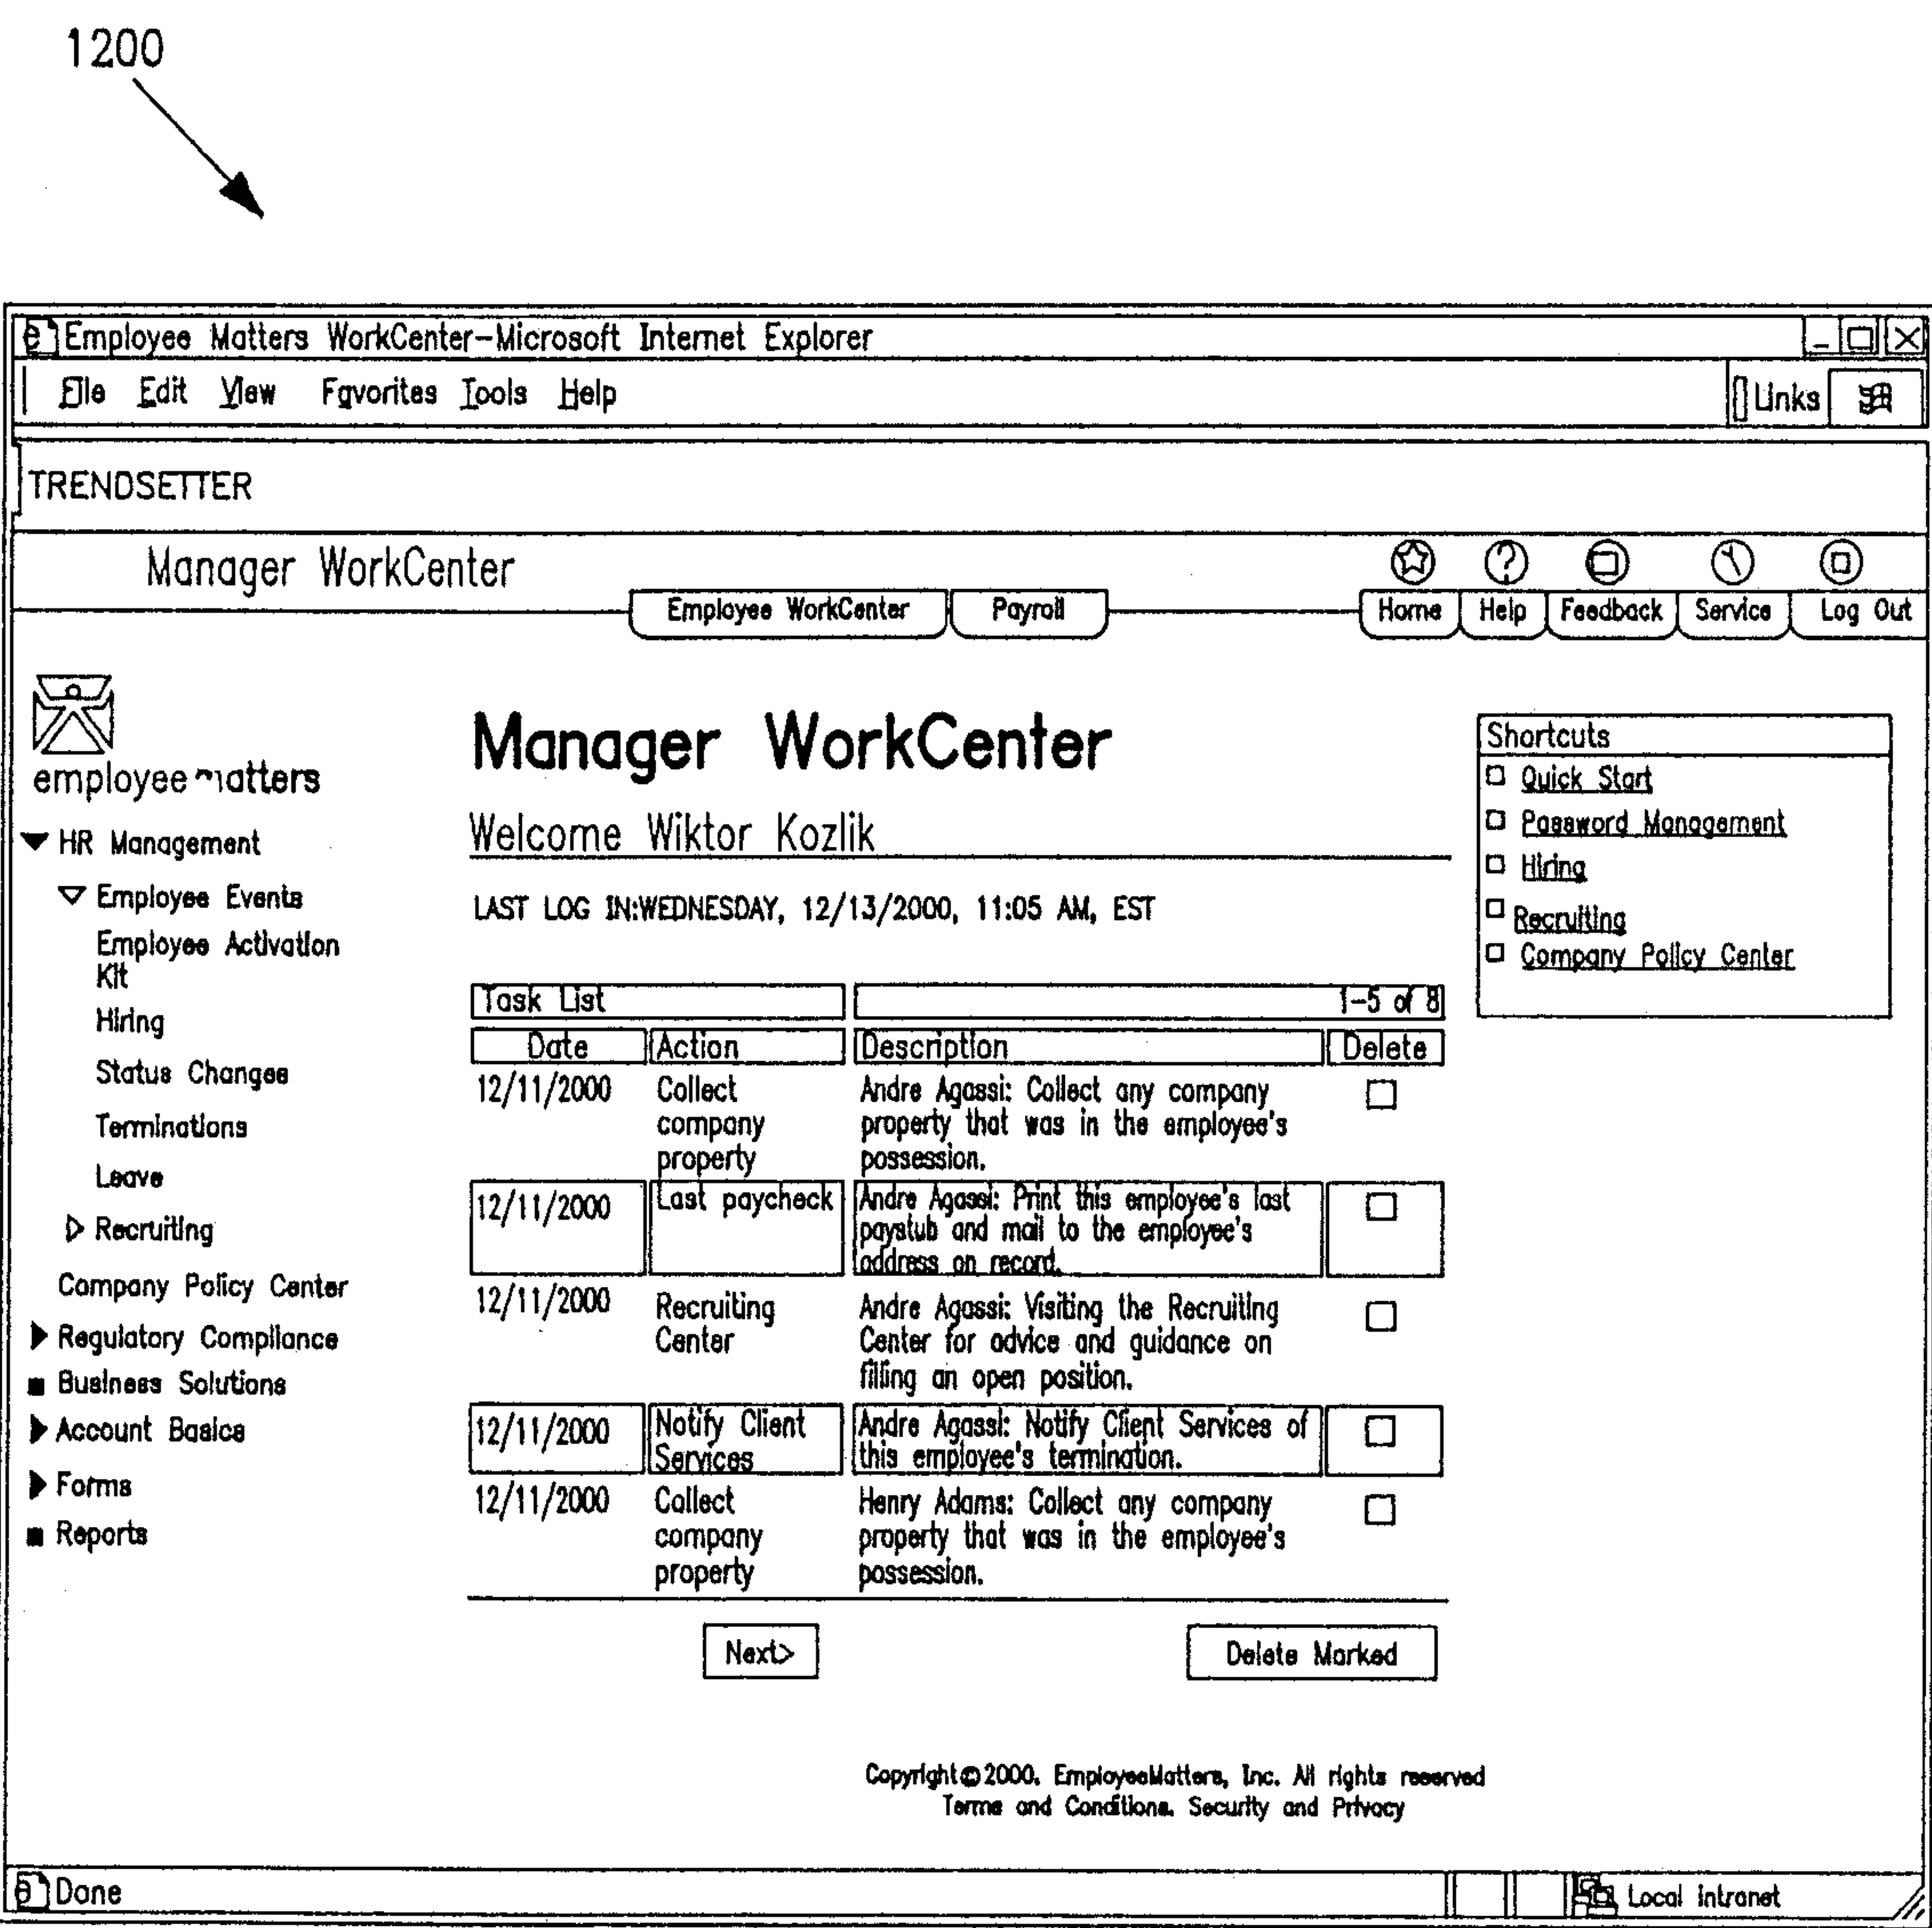 1200
Employee Matters WorkCenter-Microsoft Internet Explorer
File Edit View Favorites Tools Help Links
TRENDSETTER
Manager WorkCenter
Employee WorkCenter Payroll Home Help Feedback Service Log Out
employee matters
HR Management
Employee Events
Employee Activation
Kit
Hiring
Status Changes
Terminations
Leave
Recruiting
Company Policy Center
Regulatory Compliance
Business Solutions
Account Basics
Forms
Reports
Manager WorkCenter
Welcome Wiktor Kozlik
LAST LOG IN:WEDNESDAY, 12/13/2000, 11:05 AM, EST
Task List 1-5 of 8
Date Action Description Delete
12/11/2000 Collect Andre Agassi: Collect any company
company property that was in the employee's
property possession.
12/11/2000 Last paycheck Andre Agassi: Print this employee's last
paystub and mail to the employee's
address on record.
12/11/2000 Recruiting Andre Agassi: Visiting the Recruiting
Center Center for advice and guidance on
filling an open position.
12/11/2000 Notify Client Andre Agassi: Notify Client Services of
Services this employee's termination.
12/11/2000 Collect Henry Adams: Collect any company
company property that was in the employee's
property possession.
Next> Delete Marked
Shortcuts
Quick Start
Password Management
Hiring
Recruiting
Company Policy Center
Copyright©2000. EmployeeMatters, Inc. All rights reserved
Terms and Conditions. Security and Privacy
Done Local intranet